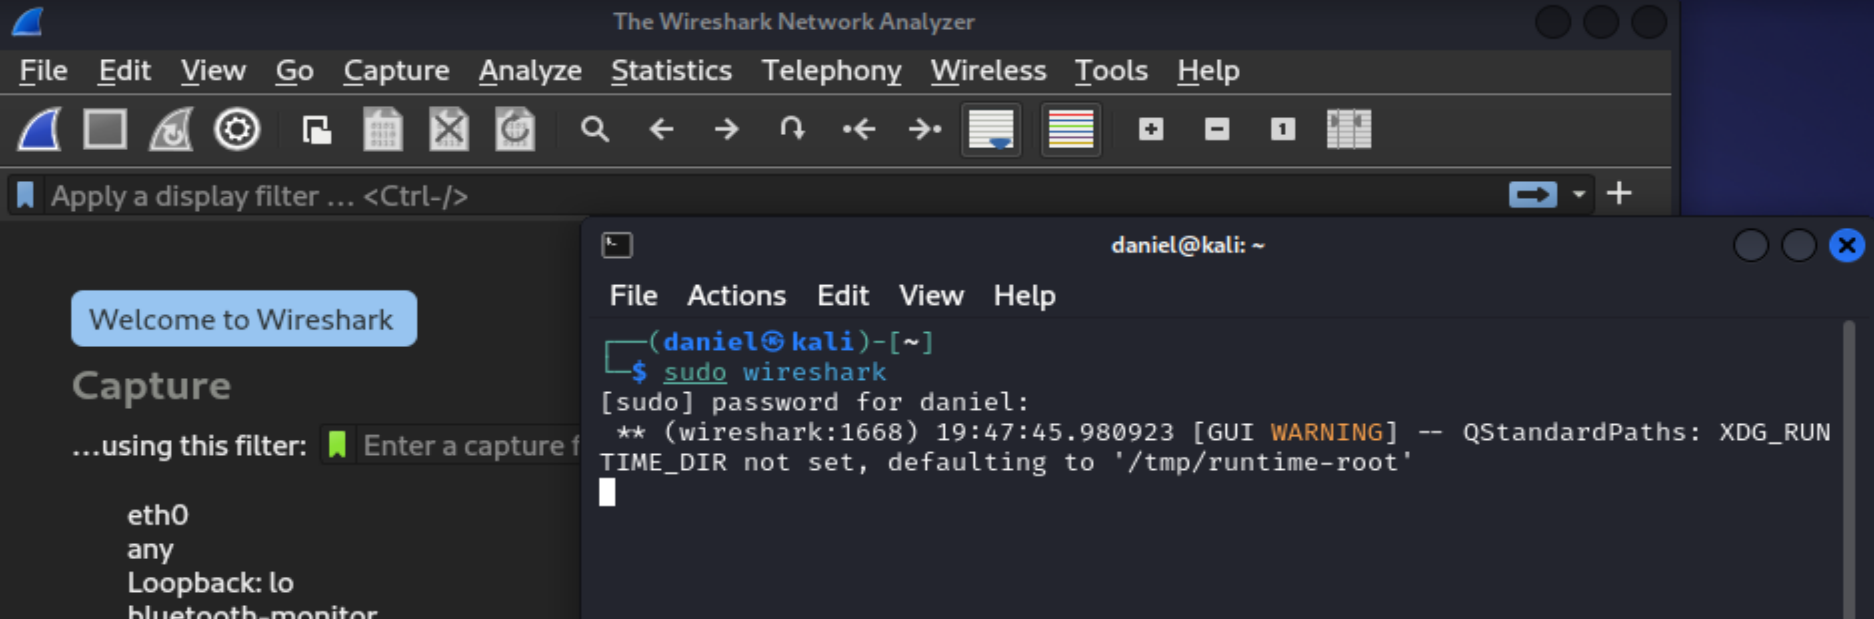 The Wireshark Network Analyzer
File Edit View Go Capture Analyze Statistics Telephony Wireless Tools Help
Apply a display filter … <Ctrl-/>
Welcome to Wireshark
Capture
…using this filter: Enter a capture f
eth0
any
Loopback: lo
bluetooth-monitor
daniel@kali: ~
File Actions Edit View Help
┌──(daniel㉿kali)-[~]
└─$ sudo wireshark
[sudo] password for daniel:
** (wireshark:1668) 19:47:45.980923 [GUI WARNING] -- QStandardPaths: XDG_RUN
TIME_DIR not set, defaulting to '/tmp/runtime-root'